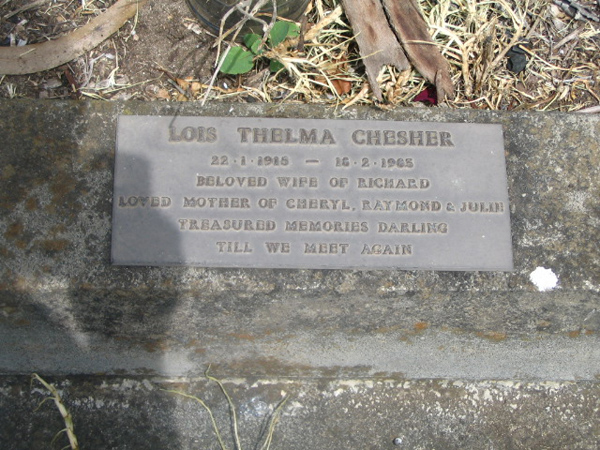 LOIS THELMA CHESHER
22·1·1918 — 16·2·1983
BELOVED WIFE OF RICHARD
LOVED MOTHER OF CHERYL, RAYMOND & JULIE
TREASURED MEMORIES DARLING
TILL WE MEET AGAIN